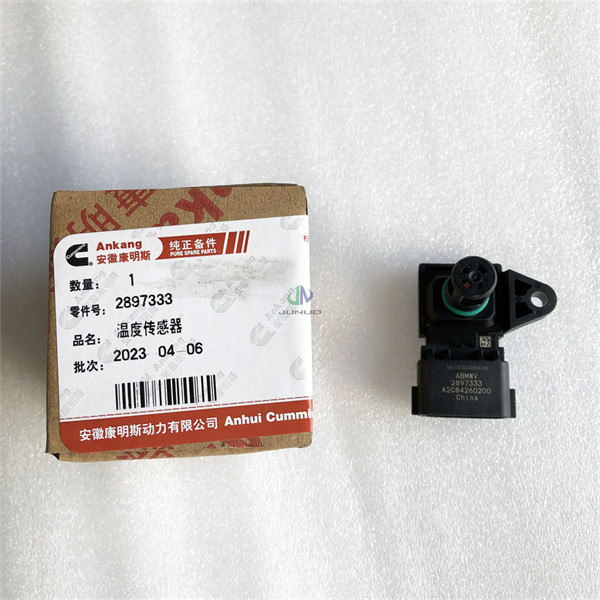 Ankang
安徽康明斯
纯正备件
PURE SPARE PARTS
数量: 1
零件号: 2897333
品名: 温度传感器
批次: 2023 04-06
安徽康明斯动力有限公司 Anhui Cummin
JUNUO
ABMWV
2897333
A2C84260200
China